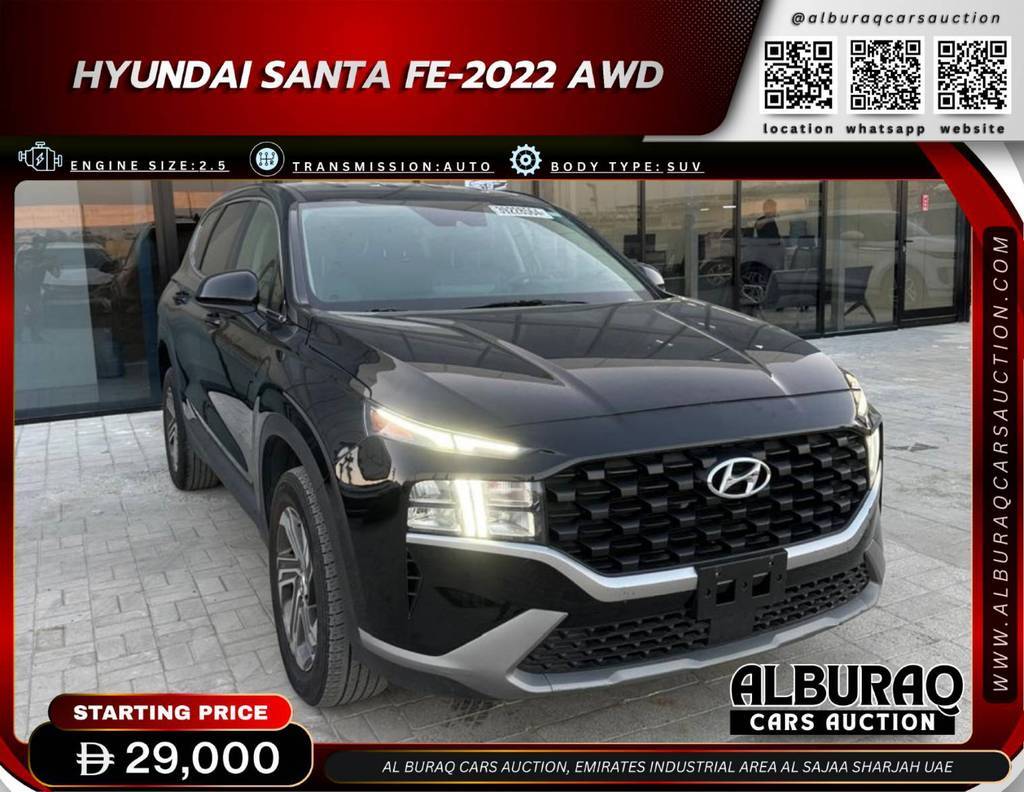 @alburaqcarsauction
HYUNDAI SANTA FE-2022 AWD
location whatsapp website
ENGINE SIZE:2.5 TRANSMISSION:AUTO BODY TYPE: SUV
WWW.ALBURAQCARSAUCTION.COM
ALBURAQ
CARS AUCTION
STARTING PRICE
29,000
AL BURAQ CARS AUCTION, EMIRATES INDUSTRIAL AREA AL SAJAA SHARJAH UAE